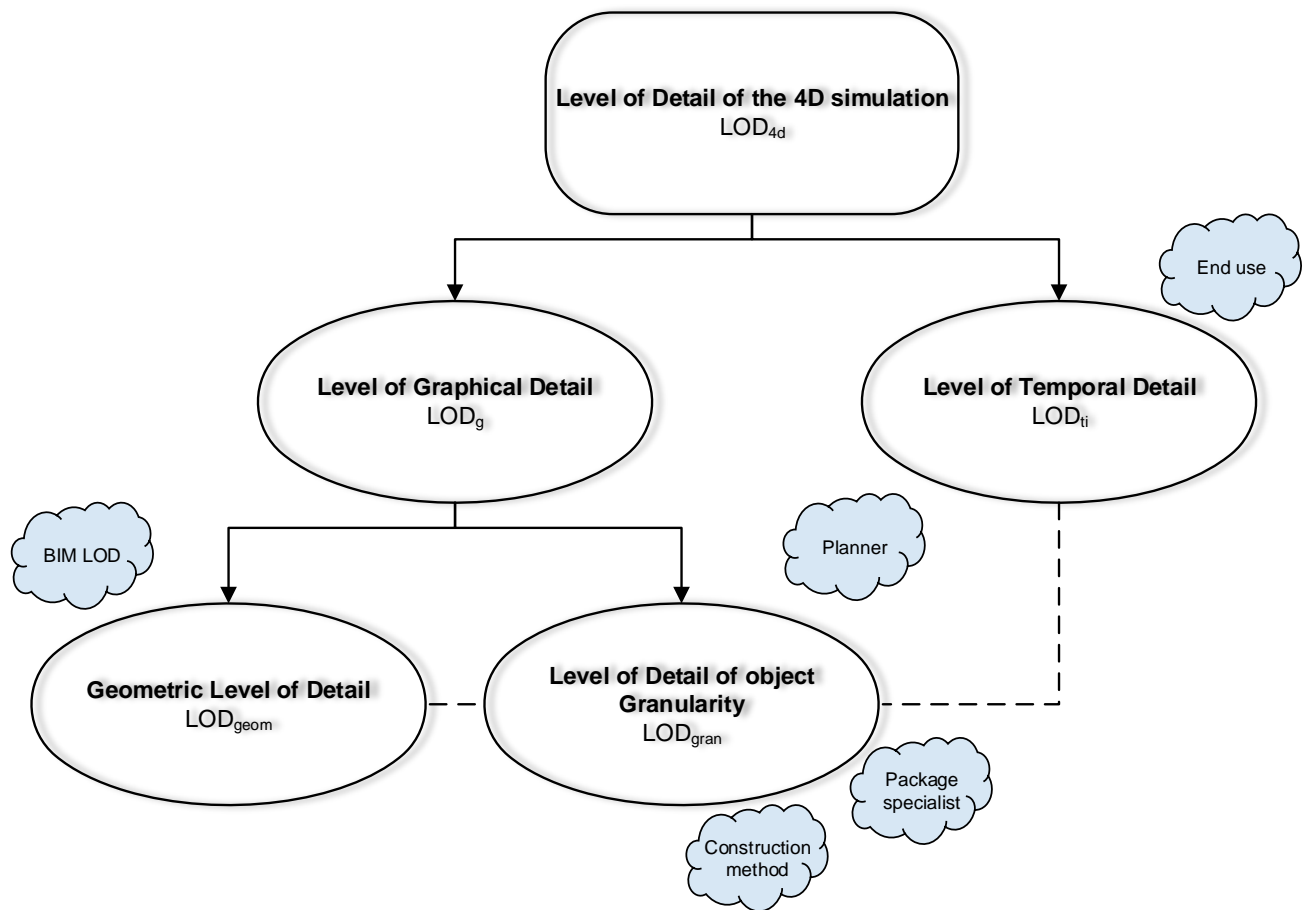 Level of Detail of the 4D simulation
LOD4d
End use
Level of Graphical Detail
LODg
Level of Temporal Detail
LODti
BIM LOD
Planner
Geometric Level of Detail
LODgeom
Level of Detail of object
Granularity
LODgran
Package
specialist
Construction
method